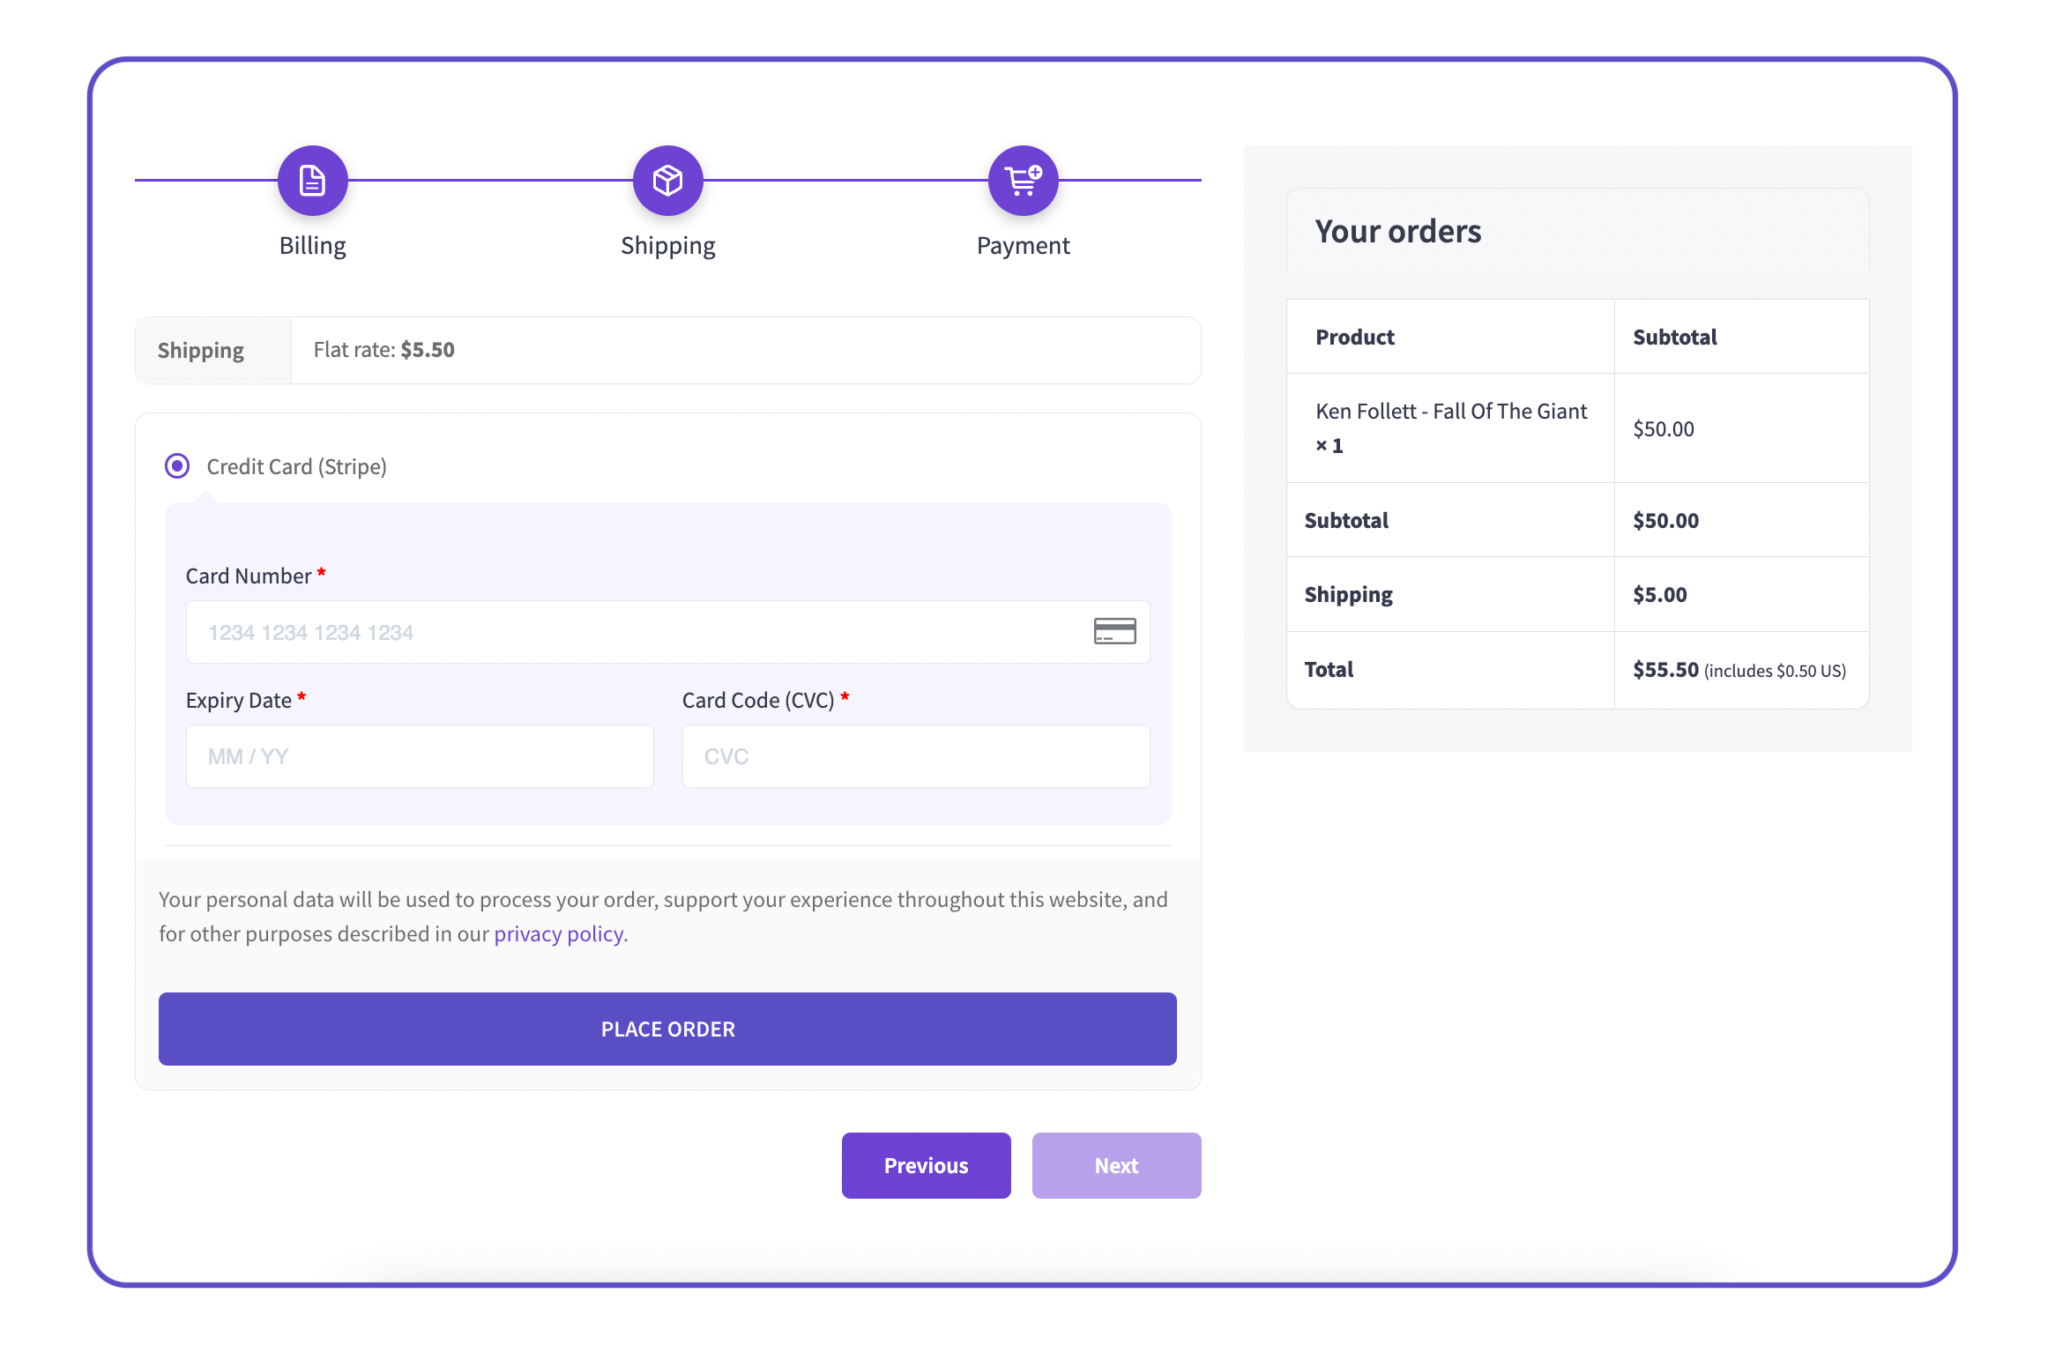 Billing
Shipping
Payment
Shipping
Flat rate: $5.50
Credit Card (Stripe)
Card Number *
1234 1234 1234 1234
Expiry Date *
Card Code (CVC) *
MM / YY
CVC
Your personal data will be used to process your order, support your experience throughout this website, and
for other purposes described in our privacy policy.
PLACE ORDER
Previous
Next
Your orders
Product
Subtotal
Ken Follett - Fall Of The Giant
× 1
$50.00
Subtotal
$50.00
Shipping
$5.00
Total
$55.50 (includes $0.50 US)